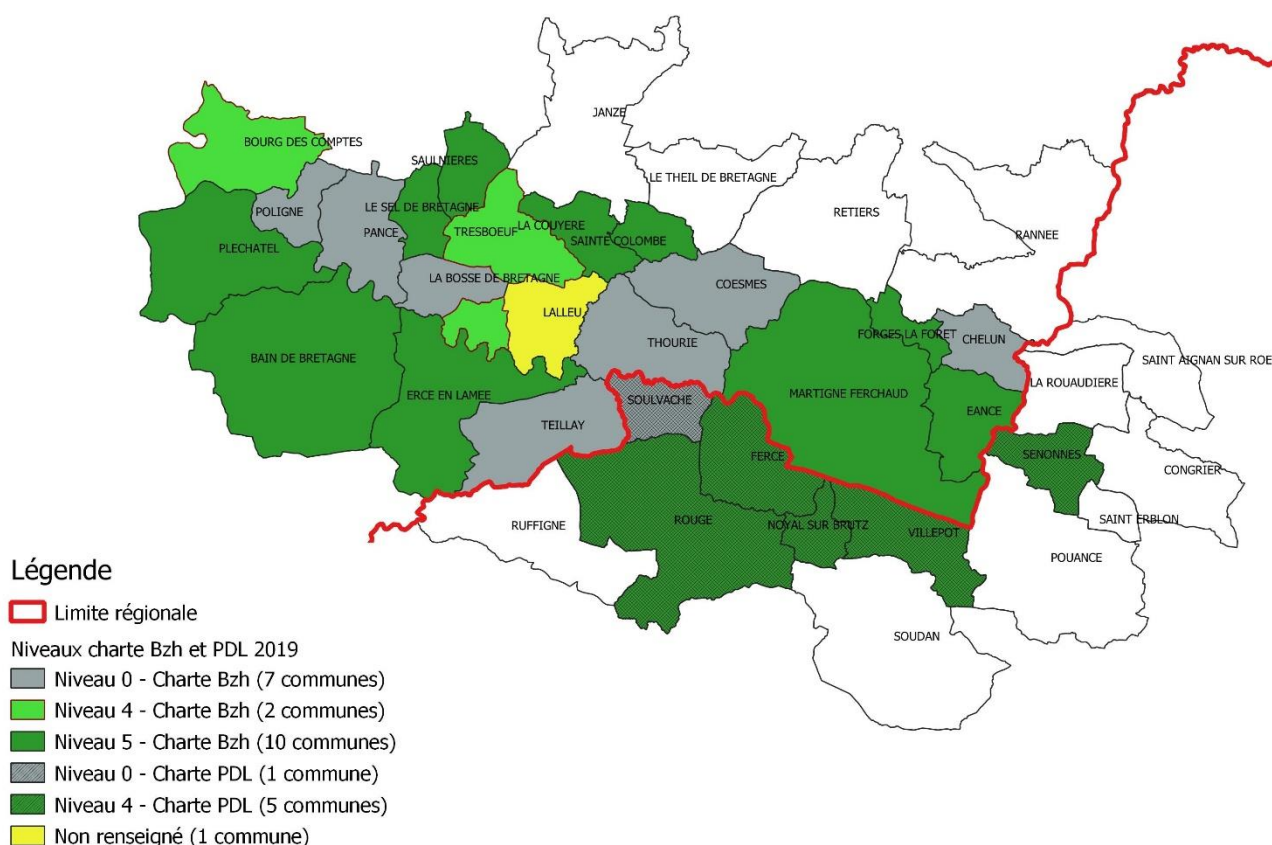 JANZE
BOURG DES COMPTES
SAULNIERES
LE THEIL DE BRETAGNE
LE SEL DE BRETAGNE
POLIGNE
RETIERS
LA COUYERE
TRESBOEUF
PANCE
RANNEE
SAINTE COLOMBE
PLECHATEL
LA BOSSE DE BRETAGNE
COESMES
LALLEU
FORGES LA FORET
CHELUN
THOURIE
BAIN DE BRETAGNE
SAINT AIGNAN SUR ROE
LA ROUAUDIERE
ERCE EN LAMEE
MARTIGNE FERCHAUD
SOULVACHE
EANCE
TEILLAY
FERCE
SENONNES
CONGRIER
RUFFIGNE
ROUGE
NOYAL SUR BRUTZ
VILLEPOT
SAINT ERBLON
POUANCE
SOUDAN
Légende
Limite régionale
Niveaux charte Bzh et PDL 2019
Niveau 0 - Charte Bzh (7 communes)
Niveau 4 - Charte Bzh (2 communes)
Niveau 5 - Charte Bzh (10 communes)
Niveau 0 - Charte PDL (1 commune)
Niveau 4 - Charte PDL (5 communes)
Non renseigné (1 commune)